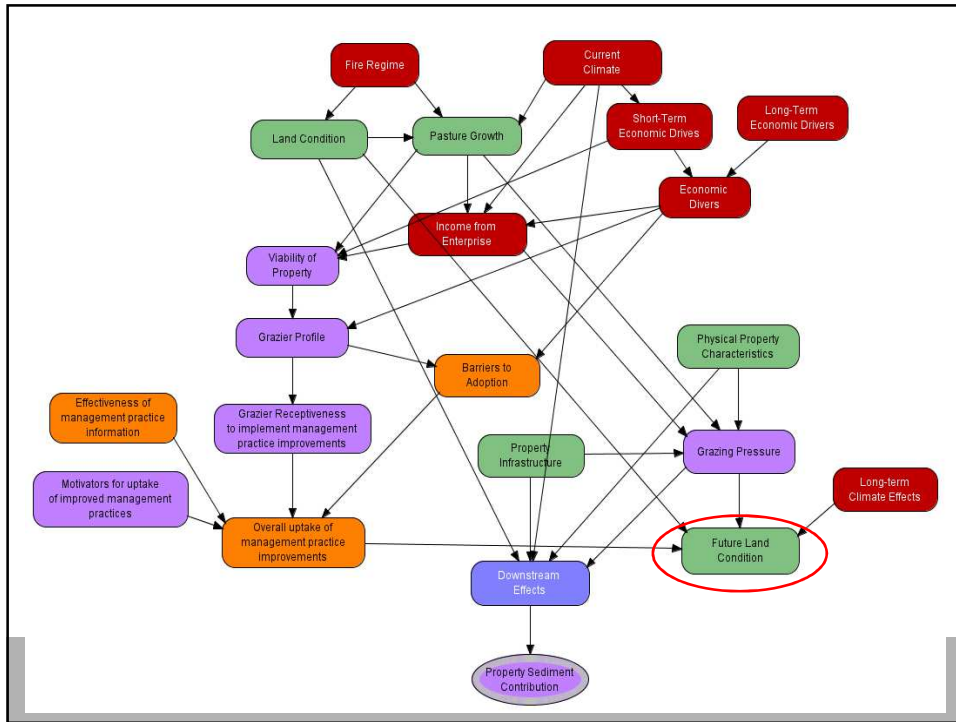 Fire Regime
Current
Climate
Short-Term
Economic Drives
Long-Term
Economic Drivers
Land Condition
Pasture Growth
Economic
Divers
Income from
Enterprise
Viability of
Property
Grazier Profile
Physical Property
Characteristics
Barriers to
Adoption
Effectiveness of
management practice
information
Grazier Receptiveness
to implement management
practice improvements
Property
Infrastructure
Grazing Pressure
Motivators for uptake
of improved management
practices
Long-term
Climate Effects
Overall uptake of
management practice
improvements
Future Land
Condition
Downstream
Effects
Property Sediment
Contribution